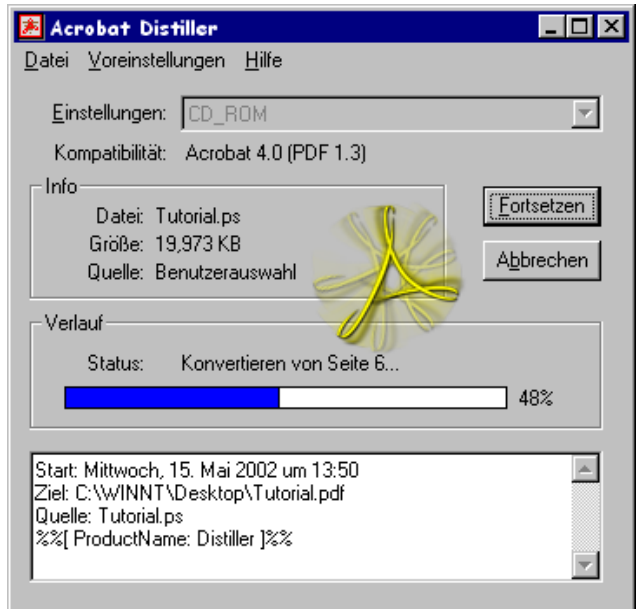 Acrobat Distiller
Datei Voreinstellungen Hilfe
Einstellungen: CD_ROM
Kompatibilität: Acrobat 4.0 (PDF 1.3)
Info
Datei: Tutorial.ps
Größe: 19,973 KB
Quelle: Benutzerauswahl
Fortsetzen
Abbrechen
Verlauf
Status: Konvertieren von Seite 6...
48%
Start: Mittwoch, 15. Mai 2002 um 13:50
Ziel: C:\WINNT\Desktop\Tutorial.pdf
Quelle: Tutorial.ps
%%[ ProductName: Distiller ]%%